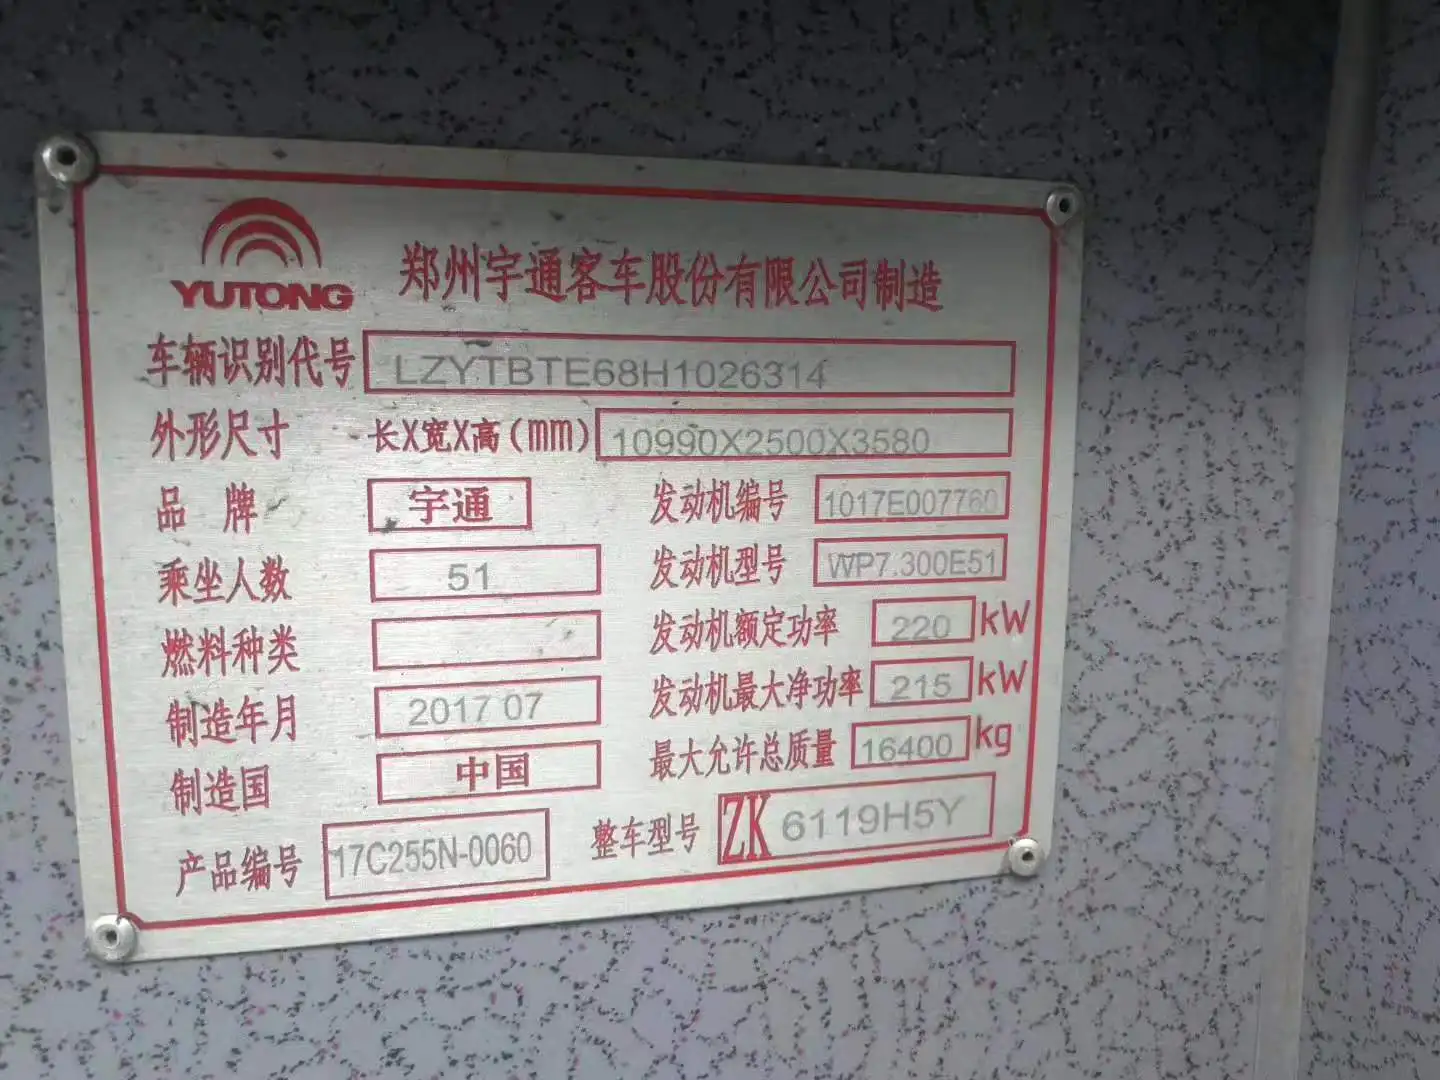 YUTONG 郑州宇通客车股份有限公司制造
车辆识别代号 LZYTBTE68H1026314
外形尺寸 长X宽X高(mm) 10990X2500X3580
品牌 宇通 发动机编号 1017E007760
乘坐人数 51 发动机型号 WP7.300E51
燃料种类 发动机额定功率 220 kW
制造年月 2017 07 发动机最大净功率 215 kW
制造国 中国 最大允许总质量 16400 kg
产品编号 17C255N-0060 整车型号 ZK 6119H5Y